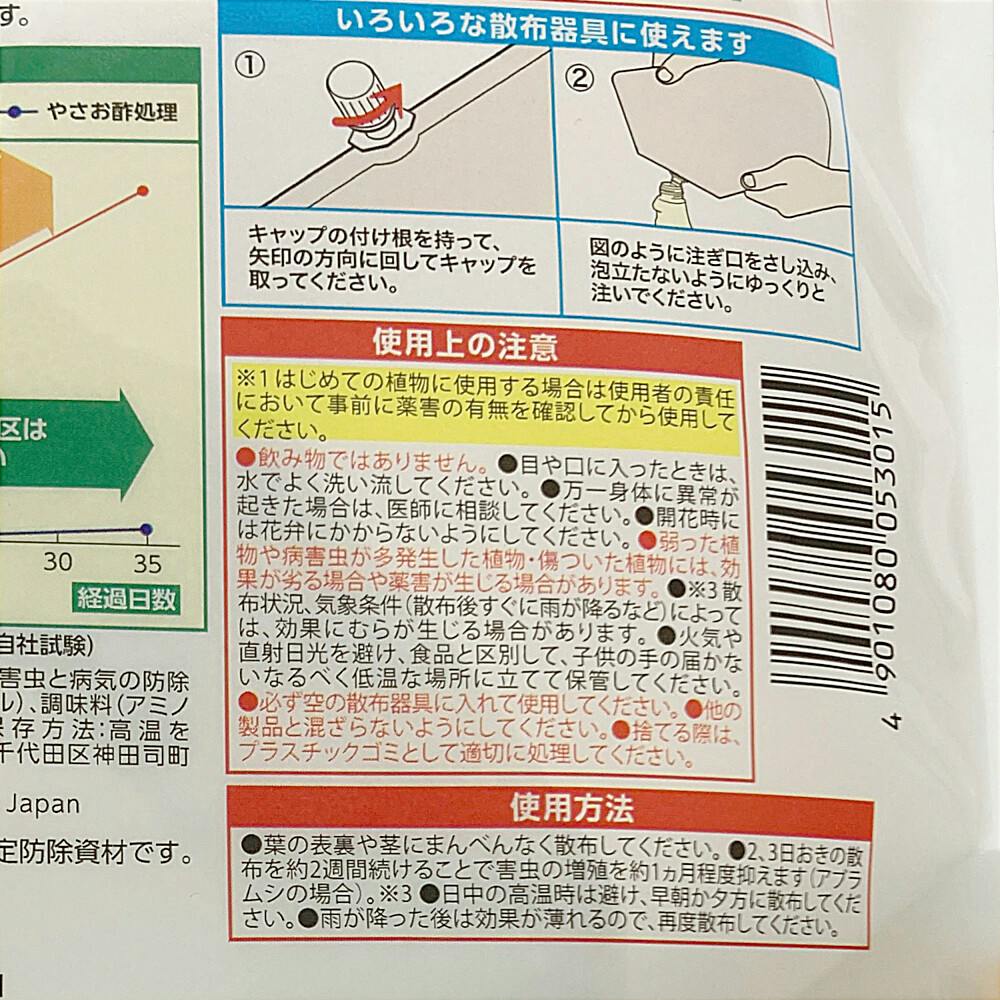 す。
やさお酢処理
区は
30 35
経過日数
自社試験)
害虫と病気の防除
ル)、調味料(アミノ
保存方法:高温を
千代田区神田司町
Japan
定防除資材です。
いろいろな散布器具に使えます
①
キャップの付け根を持って、
矢印の方向に回してキャップを
取ってください。
②
図のように注ぎ口をさし込み、
泡立たないようにゆっくりと
注いでください。
使用上の注意
※1はじめての植物に使用する場合は使用者の責任
において事前に薬害の有無を確認してから使用して
ください。
●飲み物ではありません。●目や口に入ったときは、
水でよく洗い流してください。●万一身体に異常が
起きた場合は、医師に相談してください。●開花時に
は花弁にかからないようにしてください。●弱った植
物や病害虫が多発生した植物・傷ついた植物には、効
果が劣る場合や薬害が生じる場合があります。●※3散
布状況、気象条件(散布後すぐに雨が降るなど)によって
は、効果にむらが生じる場合があります。●火気や
直射日光を避け、食品と区別して、子供の手の届かな
いなるべく低温な場所に立てて保管してください。
●必ず空の散布器具に入れて使用してください。●他の
製品と混ざらないようにしてください。●捨てる際は、
プラスチックゴミとして適切に処理してください。
4 901080 053015
使用方法
●葉の表裏や茎にまんべんなく散布してください。●2、3日おきの散
布を約2週間続けることで害虫の増殖を約1ヵ月程度抑えます(アブラ
ムシの場合)。※3●日中の高温時は避け、早朝か夕方に散布してくだ
さい。●雨が降った後は効果が薄れるので、再度散布してください。